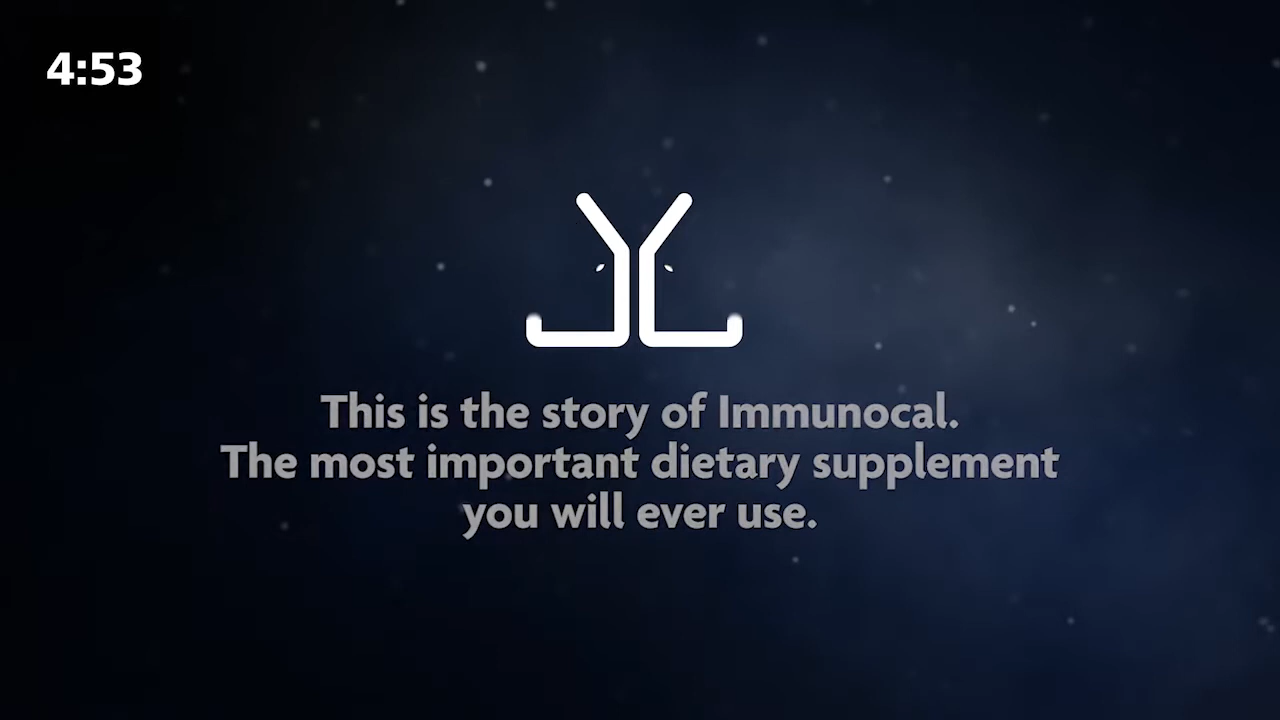 4:53
This is the story of Immunocal.
The most important dietary supplement
you will ever use.